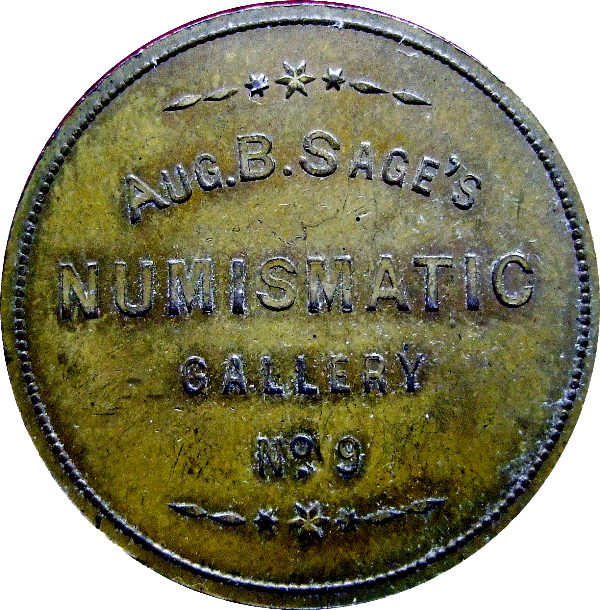 AUG. B. SAGE'S
NUMISMATIC
GALLERY
No. 9